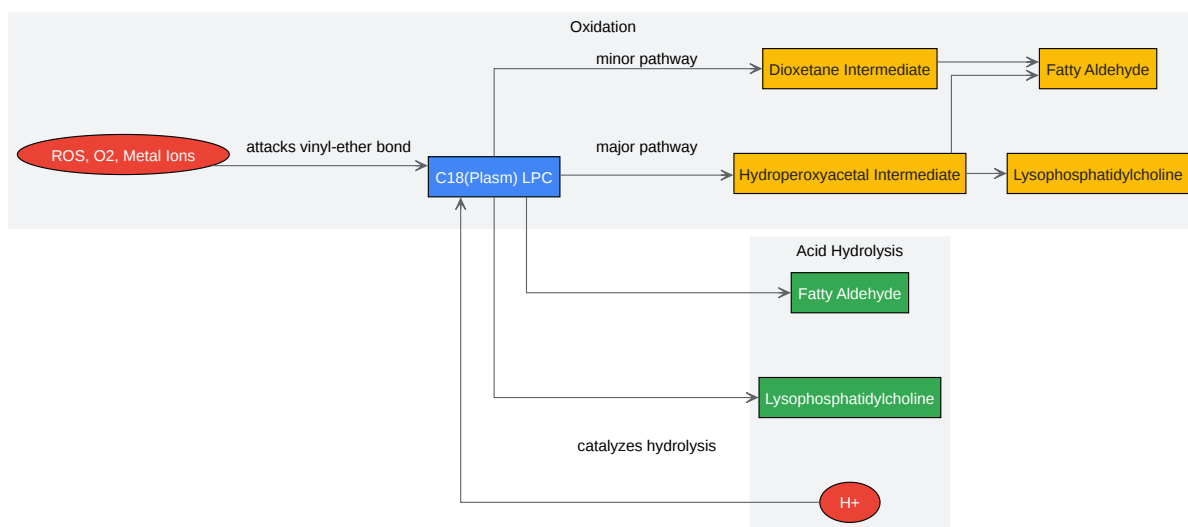 Oxidation
minor pathway
Dioxetane Intermediate
Fatty Aldehyde
ROS, O2, Metal Ions
attacks vinyl-ether bond
C18(Plasm) LPC
major pathway
Hydroperoxyacetal Intermediate
Lysophosphatidylcholine
Acid Hydrolysis
Fatty Aldehyde
Lysophosphatidylcholine
catalyzes hydrolysis
H+